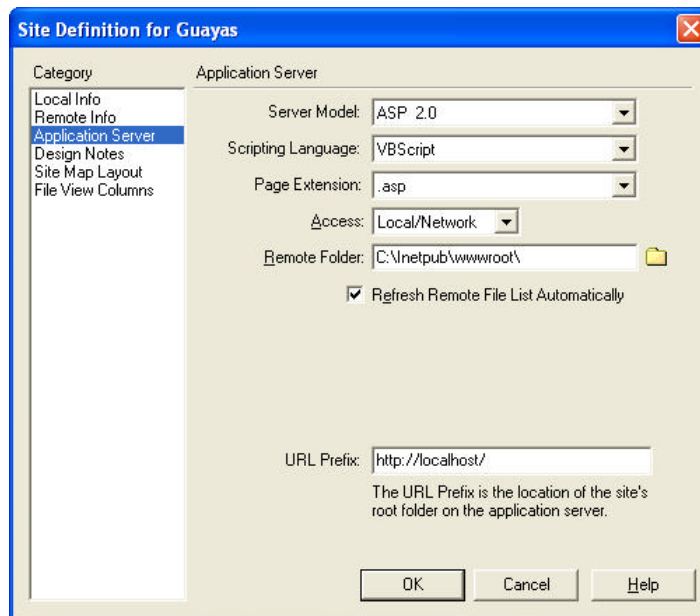 Site Definition for Guayas
Category
Local Info
Remote Info
Application Server
Design Notes
Site Map Layout
File View Columns
Application Server
Server Model: ASP 2.0
Scripting Language: VBScript
Page Extension: .asp
Access: Local/Network
Remote Folder: C:\Inetpub\wwwroot\
Refresh Remote File List Automatically
URL Prefix: http://localhost/
The URL Prefix is the location of the site's
root folder on the application server.
OK Cancel Help